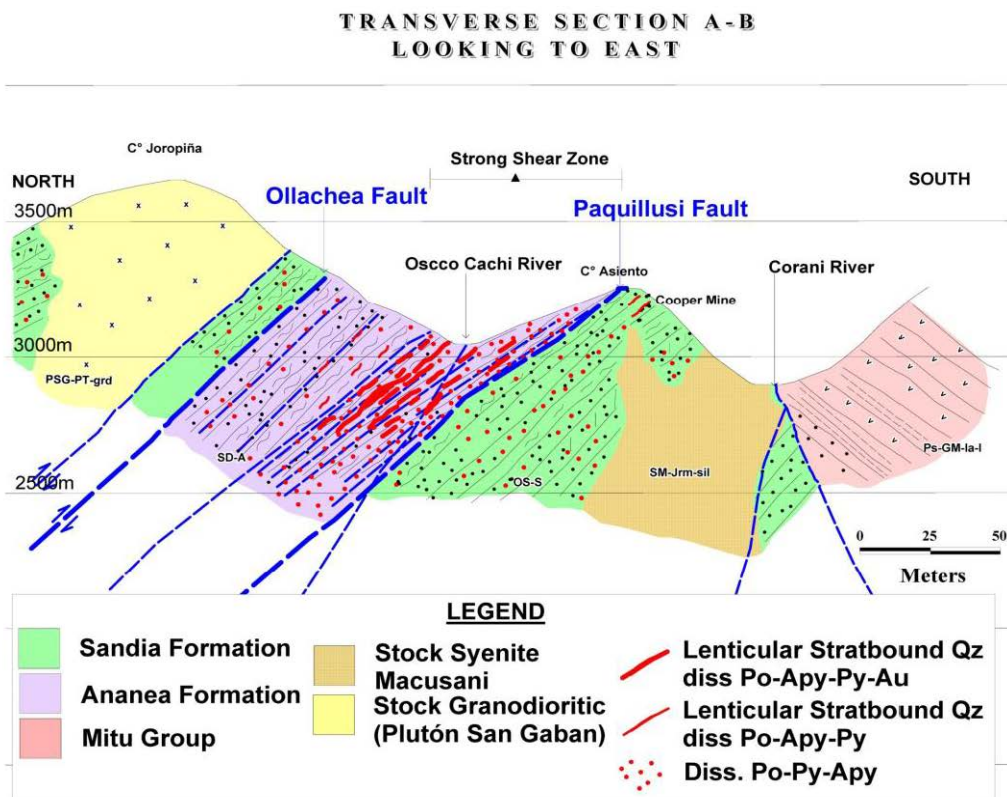 TRANSVERSE SECTION A-B
LOOKING TO EAST
C° Joropiña
Strong Shear Zone
NORTH
SOUTH
Ollachea Fault
Paquillusi Fault
3500m
Oscco Cachi River
C° Asiento
Corani River
Cooper Mine
3000m
PSG-PT-grd
SD-A
Ps-GM-la-l
SM-Jrm-sil
2500m
OS-S
0 25 50
Meters
LEGEND
Sandia Formation
Ananea Formation
Mitu Group
Stock Syenite
Macusani
Stock Granodioritic
(Plutón San Gaban)
Lenticular Stratbound Qz
diss Po-Apy-Py-Au
Lenticular Stratbound Qz
diss Po-Apy-Py
Diss. Po-Py-Apy